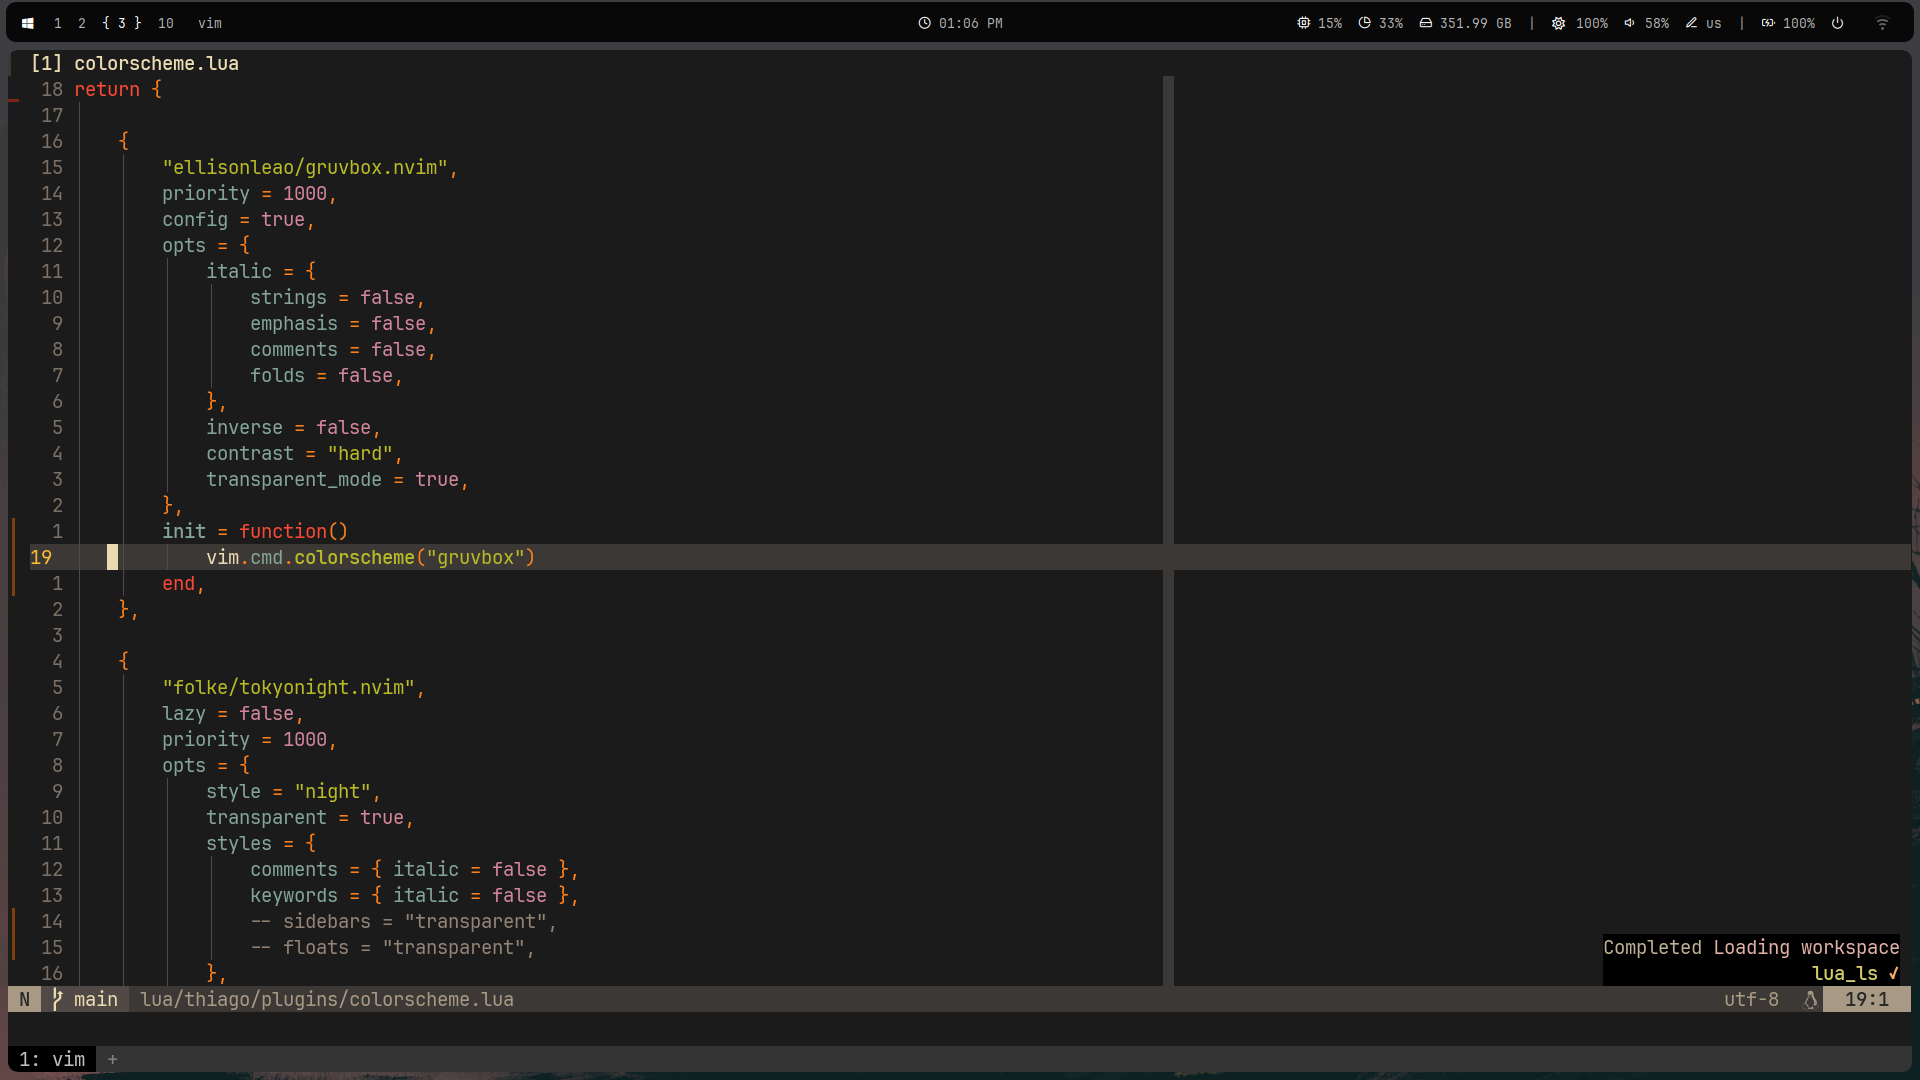 1 2 { 3 } 10 vim 01:06 PM 15% 33% 351.99 GB | 100% 58% us | 100%
[1] colorscheme.lua
18 return {
17
16 {
15 "ellisonleao/gruvbox.nvim",
14 priority = 1000,
13 config = true,
12 opts = {
11 italic = {
10 strings = false,
9 emphasis = false,
8 comments = false,
7 folds = false,
6 },
5 inverse = false,
4 contrast = "hard",
3 transparent_mode = true,
2 },
1 init = function()
19 vim.cmd.colorscheme("gruvbox")
1 end,
2 },
3
4 {
5 "folke/tokyonight.nvim",
6 lazy = false,
7 priority = 1000,
8 opts = {
9 style = "night",
10 transparent = true,
11 styles = {
12 comments = { italic = false },
13 keywords = { italic = false },
14 -- sidebars = "transparent",
15 -- floats = "transparent",
16 },
Completed Loading workspace
lua_ls ✓
N main lua/thiago/plugins/colorscheme.lua utf-8 19:1
1: vim +